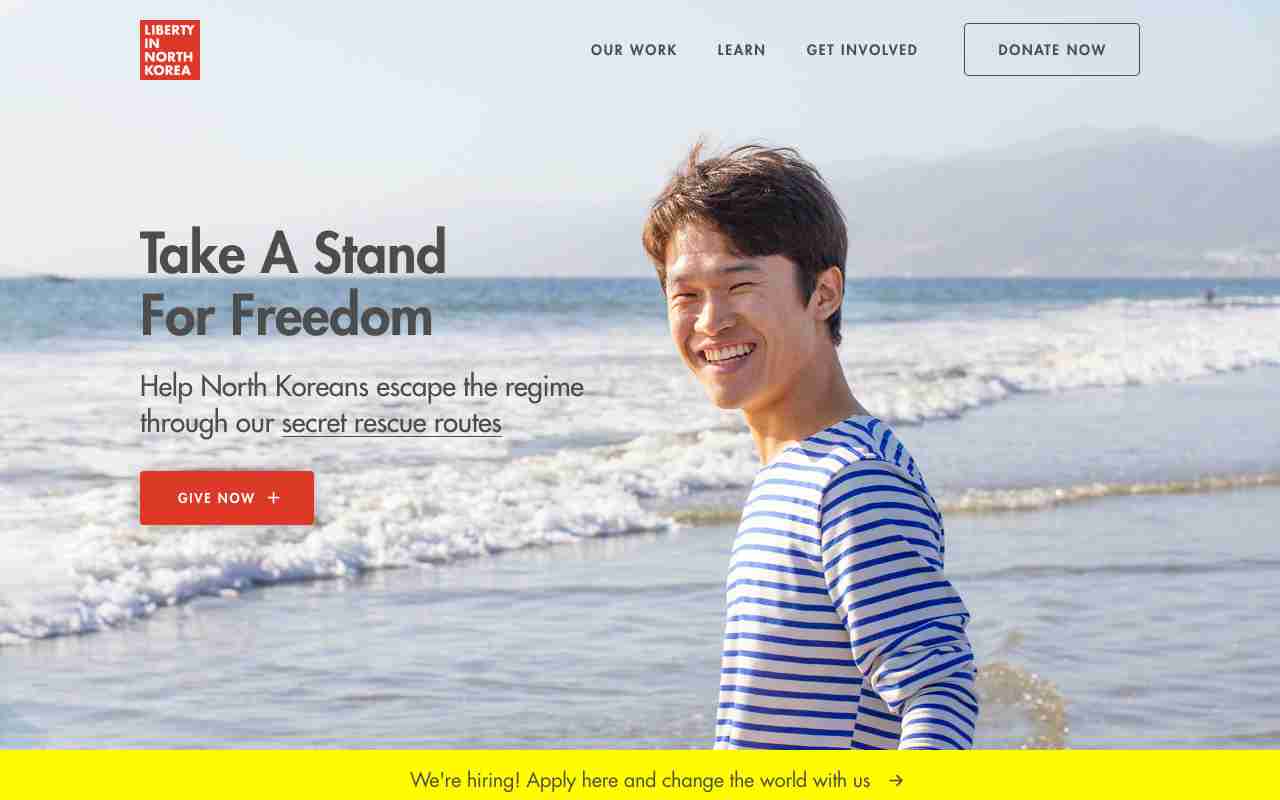 LIBERTY
IN
NORTH
KOREA
OUR WORK
LEARN
GET INVOLVED
DONATE NOW
Take A Stand
For Freedom
Help North Koreans escape the regime
through our secret rescue routes
GIVE NOW +
We're hiring! Apply here and change the world with us →